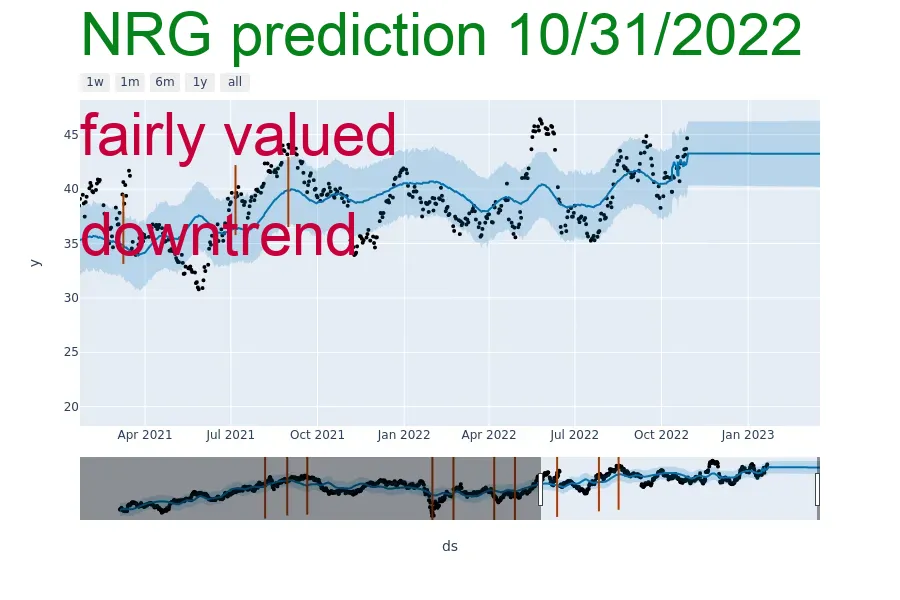 NRG prediction 10/31/2022
1w 1m 6m 1y all
fairly valued
downtrend
45
40
35
30
25
20
y
Apr 2021 Jul 2021 Oct 2021 Jan 2022 Apr 2022 Jul 2022 Oct 2022 Jan 2023
ds